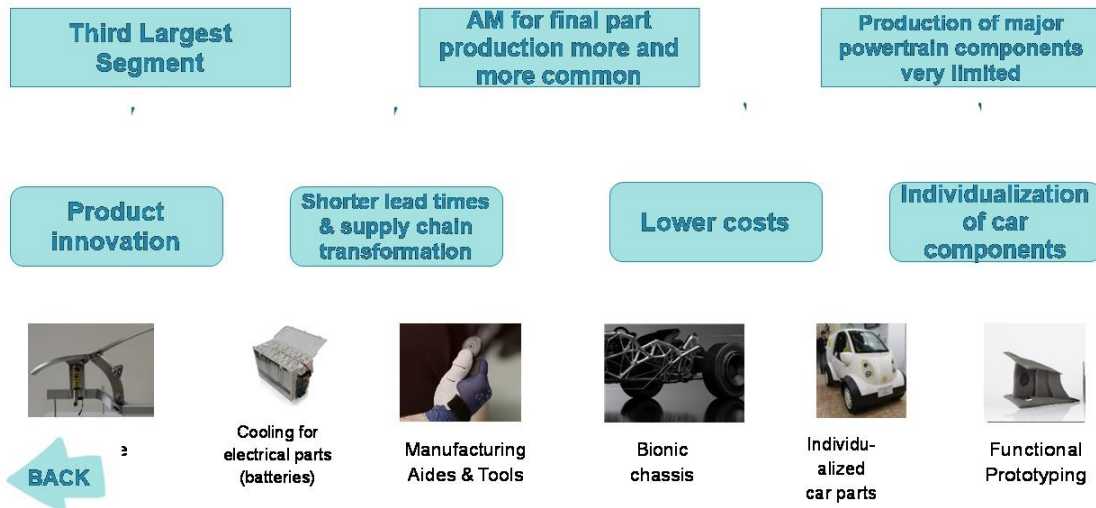 Third Largest
Segment
AM for final part
production more and
more common
Production of major
powertrain components
very limited
Product
innovation
Shorter lead times
& supply chain
transformation
Lower costs
Individualization
of car
components
Cooling for
electrical parts
(batteries)
Manufacturing
Aides & Tools
Bionic
chassis
Individu-
alized
car parts
Functional
Prototyping
BACK